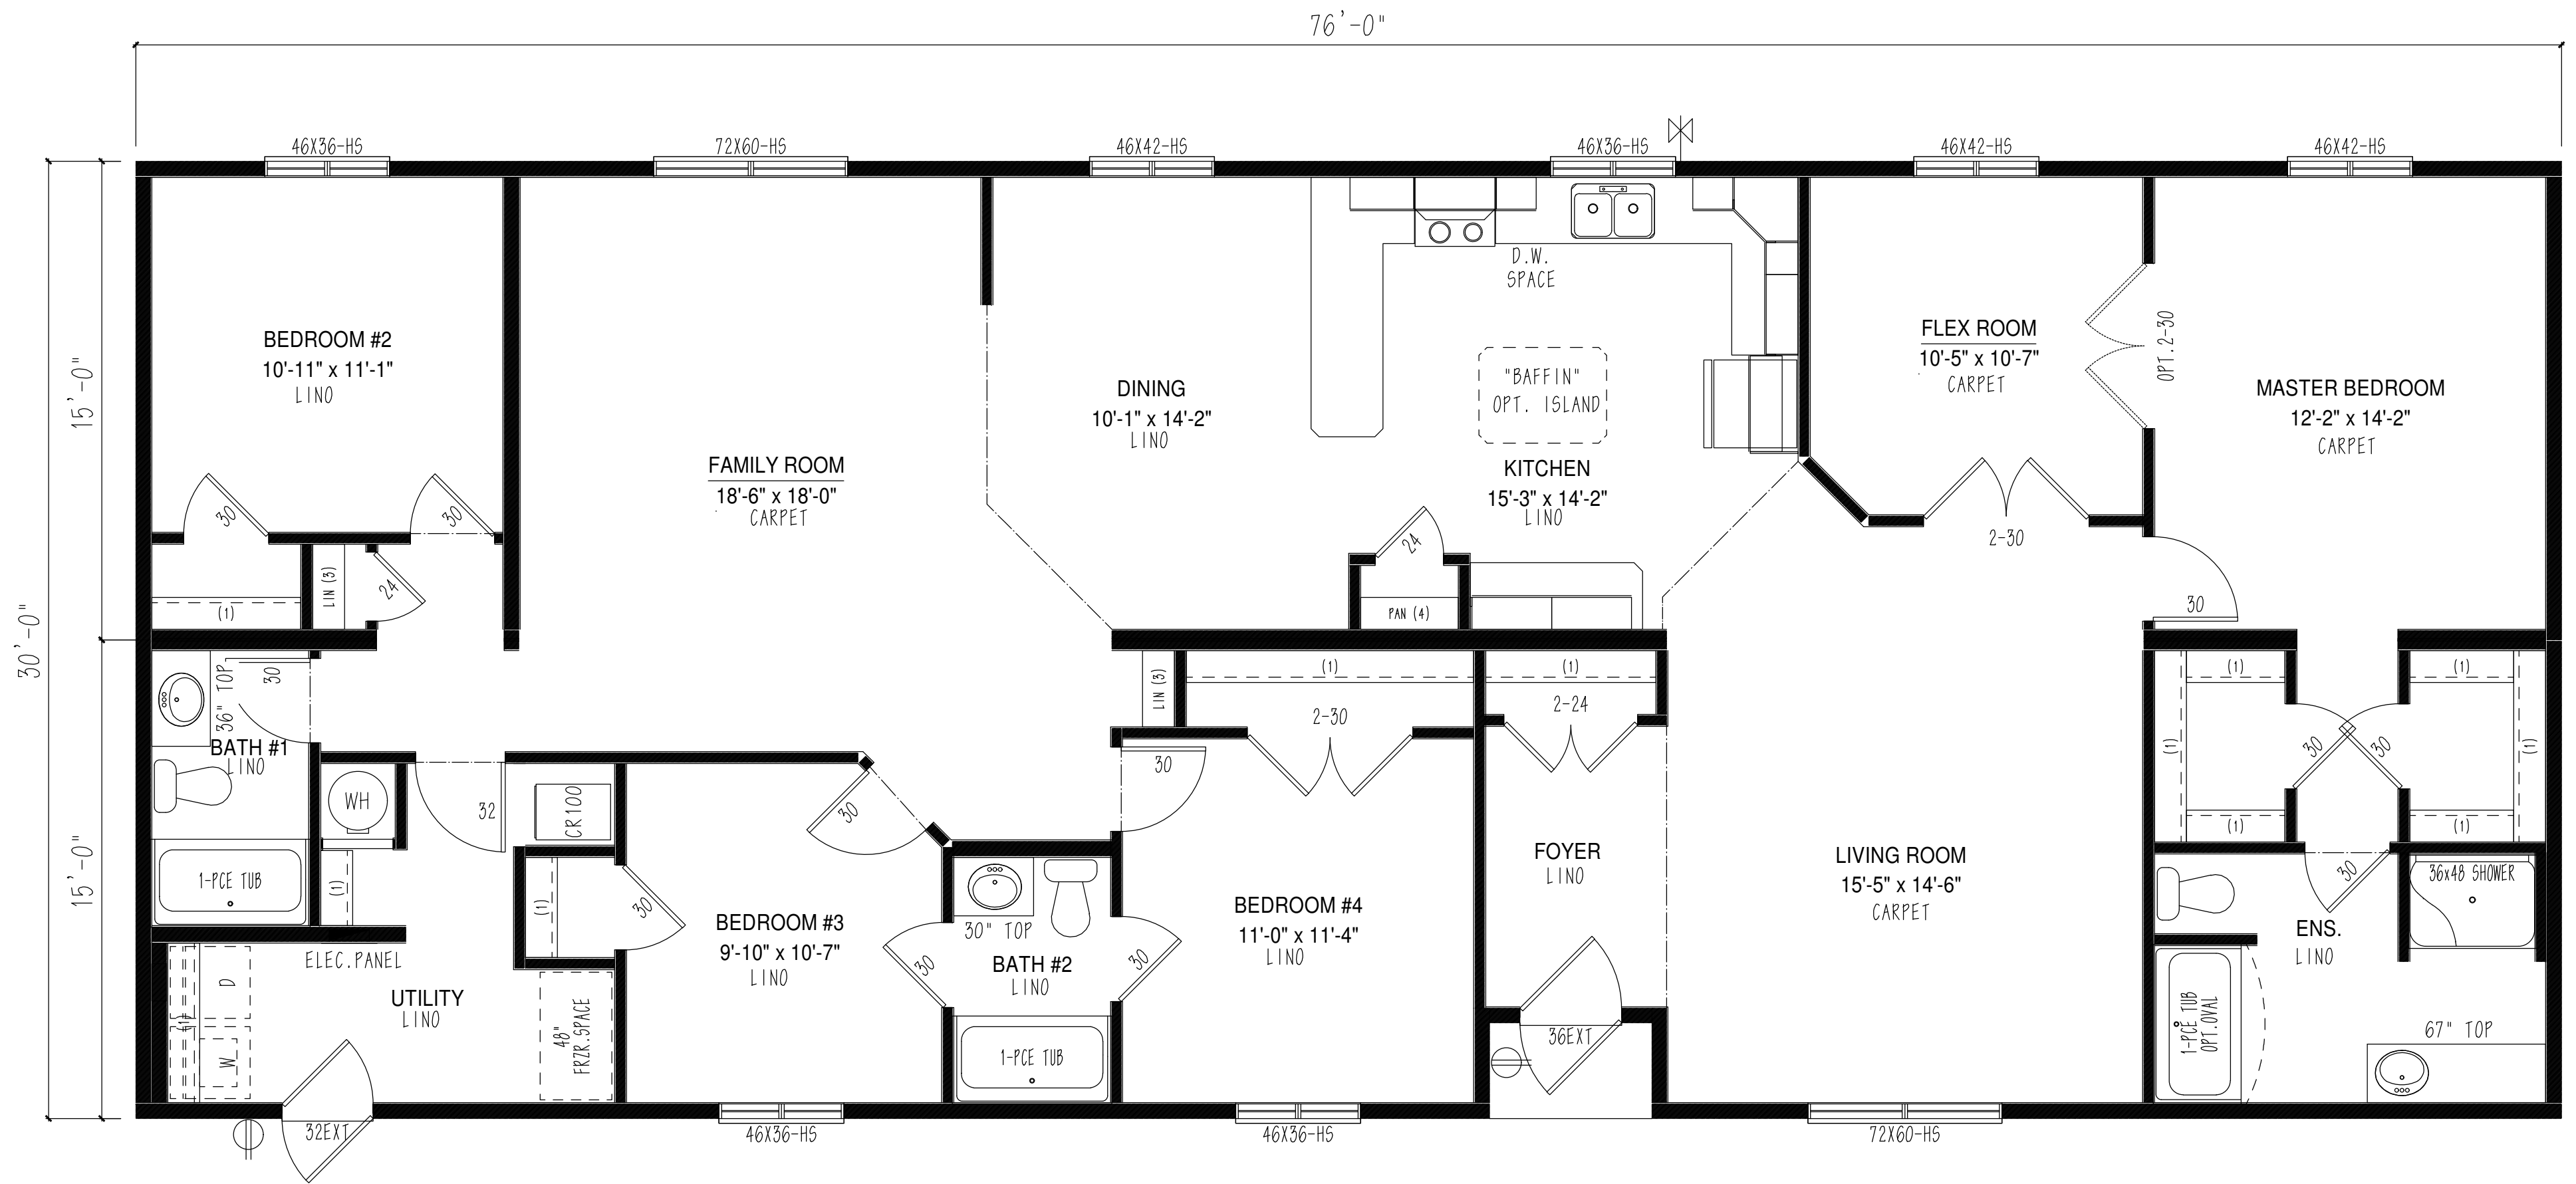 76'-0"
46X36-HS
72X60-HS
46X42-HS
46X36-HS
46X42-HS
46X42-HS
30'-0"
15'-0"
15'-0"
BEDROOM #2
10'-11" x 11'-1"
LINO
30
30
(1)
LIN (3)
24
FAMILY ROOM
18'-6" x 18'-0"
CARPET
DINING
10'-1" x 14'-2"
LINO
D.W.
SPACE
"BAFFIN"
OPT. ISLAND
KITCHEN
15'-3" x 14'-2"
LINO
24
PAN (4)
FLEX ROOM
10'-5" x 10'-7"
CARPET
OPT.2-30
2-30
MASTER BEDROOM
12'-2" x 14'-2"
CARPET
30
36" TOP
30
BATH #1
LINO
1-PCE TUB
WH
32
CR100
(1)
ELEC.PANEL
UTILITY
LINO
D
W
(1)
48"
FRZR.SPACE
32EXT
(1)
30
30
BEDROOM #3
9'-10" x 10'-7"
LINO
30
30" TOP
BATH #2
LINO
1-PCE TUB
30
LIN (3)
(1)
2-30
30
BEDROOM #4
11'-0" x 11'-4"
LINO
(1)
2-24
FOYER
LINO
36EXT
LIVING ROOM
15'-5" x 14'-6"
CARPET
(1)
(1)
(1)
30
30
(1)
(1)
(1)
30
36x48 SHOWER
ENS.
LINO
1-PCE TUB
OPT.OVAL
67" TOP
46X36-HS
46X36-HS
72X60-HS